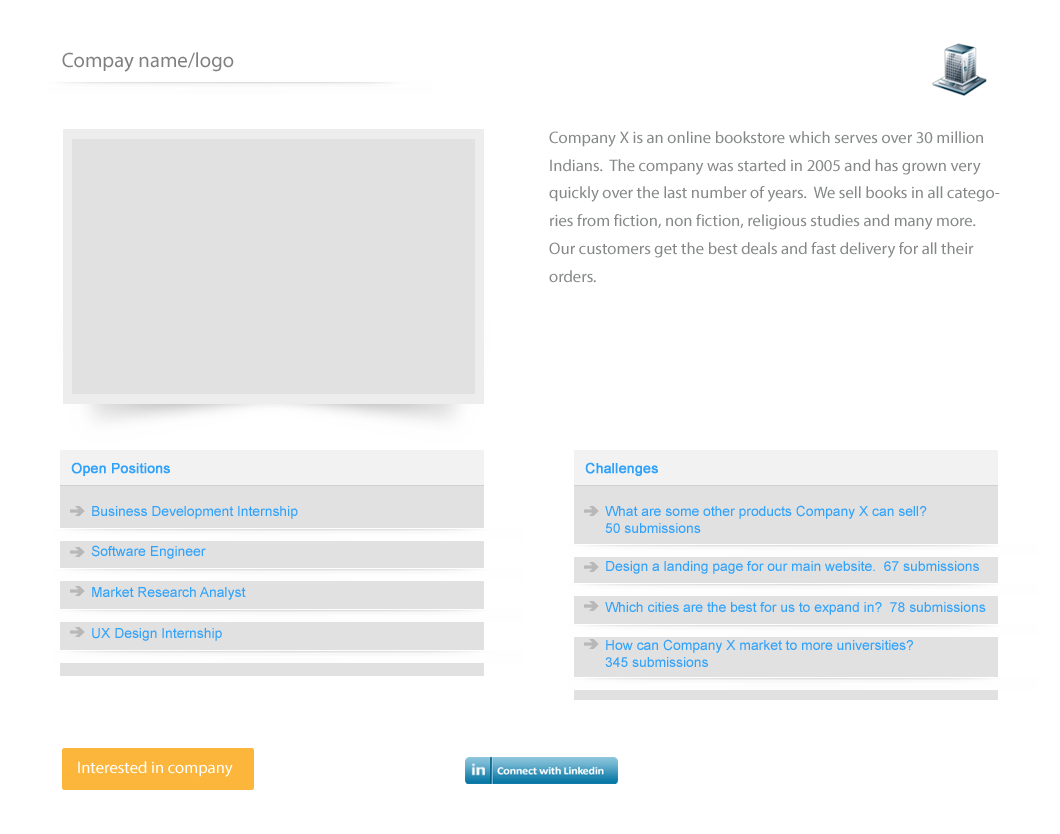 Compay name/logo
Company X is an online bookstore which serves over 30 million
Indians.  The company was started in 2005 and has grown very
quickly over the last number of years.  We sell books in all catego-
ries from fiction, non fiction, religious studies and many more.
Our customers get the best deals and fast delivery for all their
orders.
Open Positions
Business Development Internship
Software Engineer
Market Research Analyst
UX Design Internship
Challenges
What are some other products Company X can sell?
50 submissions
Design a landing page for our main website.  67 submissions
Which cities are the best for us to expand in?  78 submissions
How can Company X market to more universities?
345 submissions
Interested in company
in Connect with Linkedin